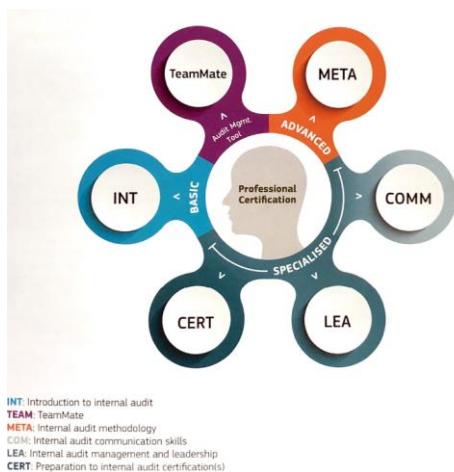 TeamMate
META
Audit Mgmt.
Tool
ADVANCED
INT
BASIC
Professional
Certification
COMM
SPECIALISED
CERT
LEA
INT: Introduction to internal audit
TEAM: TeamMate
META: Internal audit methodology
COM: Internal audit communication skills
LEA: Internal audit management and leadership
CERT: Preparation to internal audit certification(s)